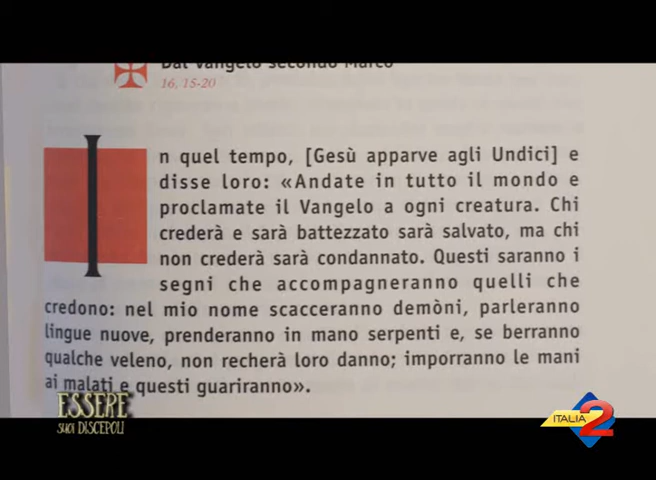 Dal Vangelo secondo Marco
16, 15-20
In quel tempo, [Gesù apparve agli Undici] e
disse loro: «Andate in tutto il mondo e
proclamate il Vangelo a ogni creatura. Chi
crederà e sarà battezzato sarà salvato, ma chi
non crederà sarà condannato. Questi saranno i
segni che accompagneranno quelli che
credono: nel mio nome scacceranno demòni, parleranno
lingue nuove, prenderanno in mano serpenti e, se berranno
qualche veleno, non recherà loro danno; imporranno le mani
ai malati e questi guariranno».
ESSERE
SUOI DISCEPOLI
ITALIA 2